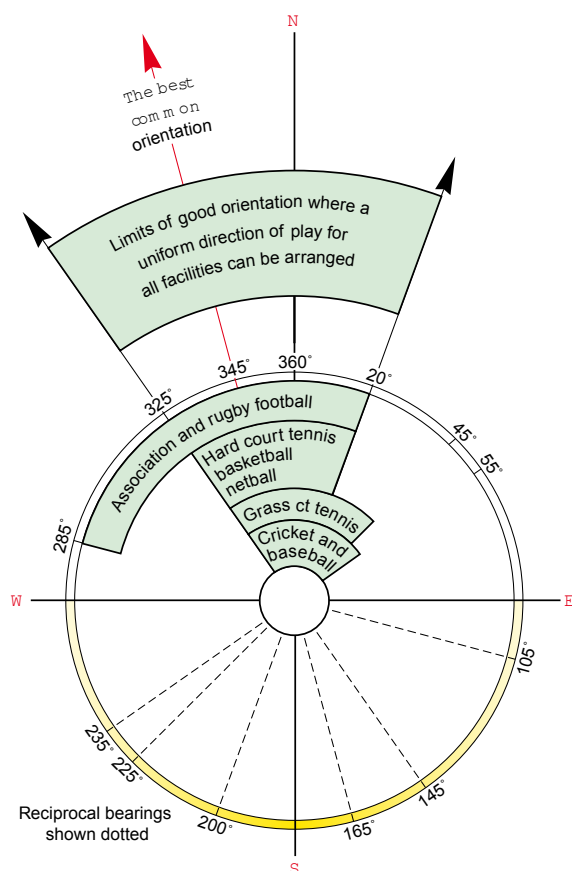 N
The best
common
orientation
Limits of good orientation where a
uniform direction of play for
all facilities can be arranged
325°
345°
360°
20°
45°
55°
285°
Association and rugby football
Hard court tennis
basketball
netball
Grass ct tennis
Cricket and
baseball
W
E
105°
235°
225°
200°
165°
145°
Reciprocal bearings
shown dotted
S